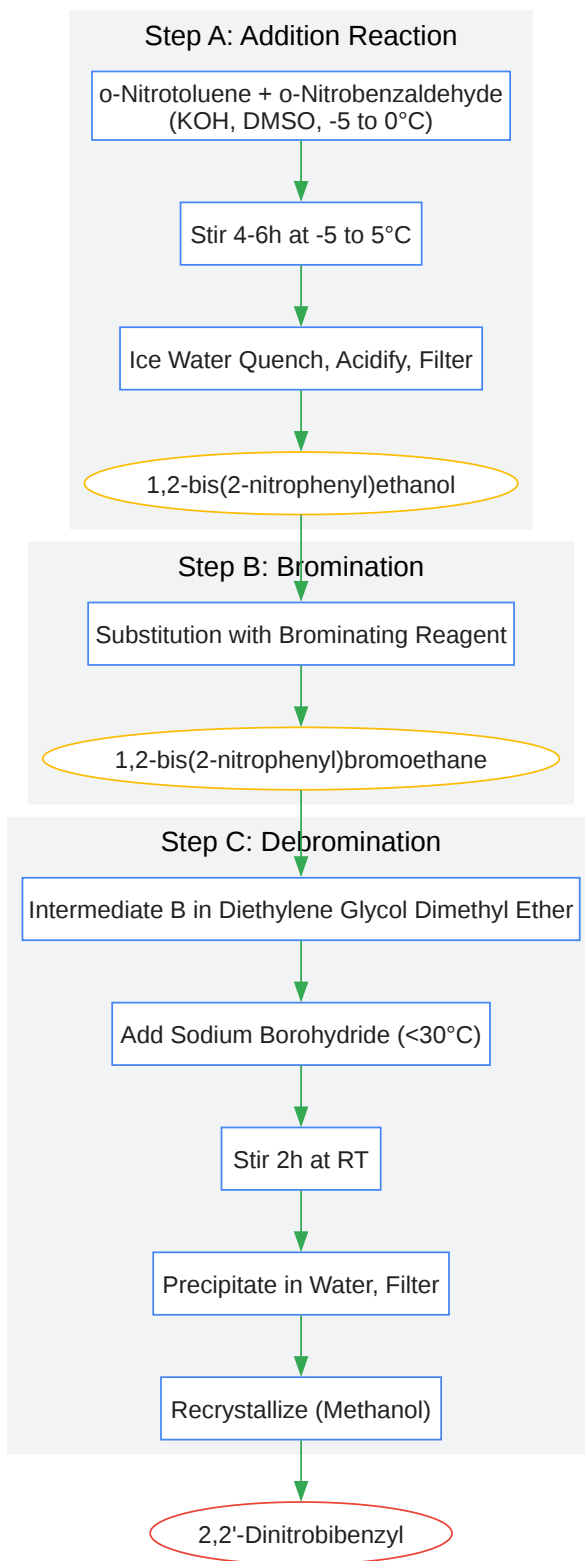 Step A: Addition Reaction
o-Nitrotoluene + o-Nitrobenzaldehyde
(KOH, DMSO, -5 to 0°C)
Stir 4-6h at -5 to 5°C
Ice Water Quench, Acidify, Filter
1,2-bis(2-nitrophenyl)ethanol
Step B: Bromination
Substitution with Brominating Reagent
1,2-bis(2-nitrophenyl)bromoethane
Step C: Debromination
Intermediate B in Diethylene Glycol Dimethyl Ether
Add Sodium Borohydride (<30°C)
Stir 2h at RT
Precipitate in Water, Filter
Recrystallize (Methanol)
2,2'-Dinitrobibenzyl